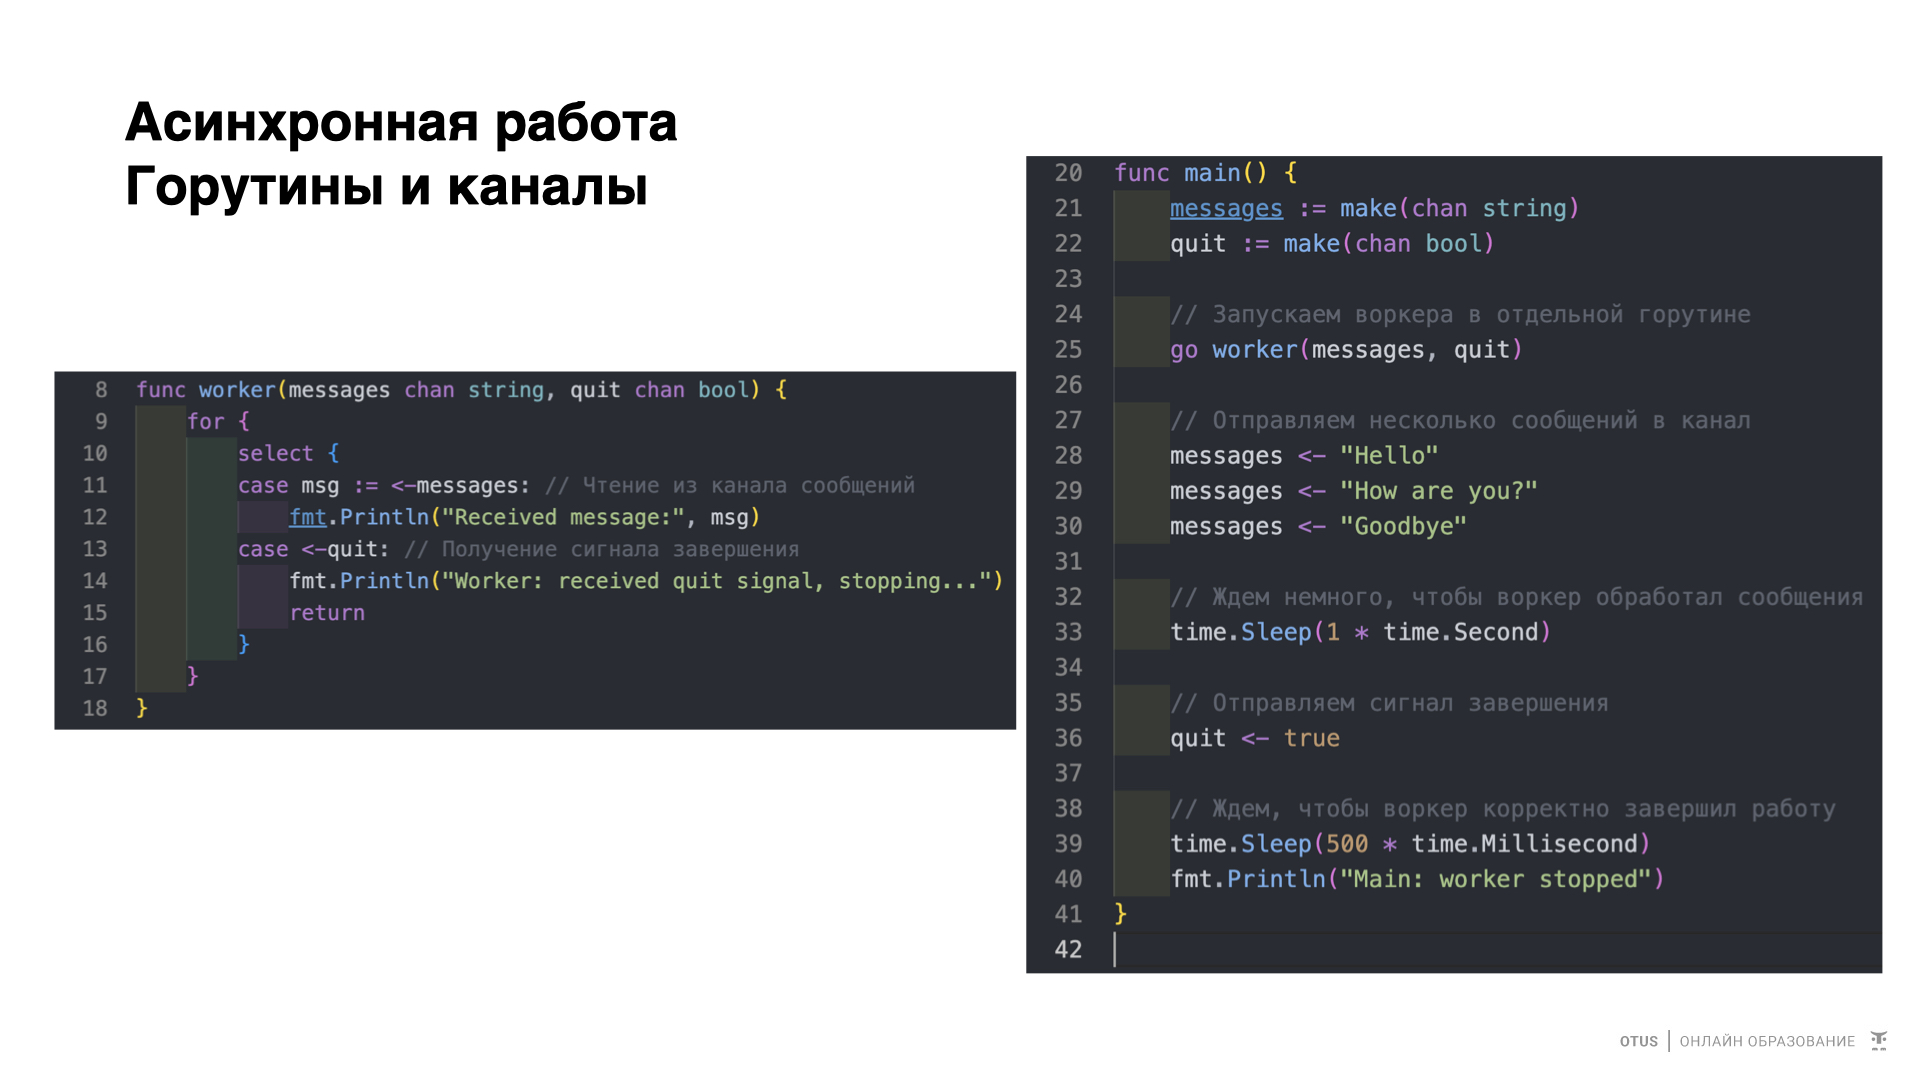 Асинхронная работа
Горутины и каналы
8 func worker(messages chan string, quit chan bool) {
9 for {
10 select {
11 case msg := <-messages: // Чтение из канала сообщений
12 fmt.Println("Received message:", msg)
13 case <-quit: // Получение сигнала завершения
14 fmt.Println("Worker: received quit signal, stopping...")
15 return
16 }
17 }
18 }
20 func main() {
21 messages := make(chan string)
22 quit := make(chan bool)
23
24 // Запускаем воркера в отдельной горутине
25 go worker(messages, quit)
26
27 // Отправляем несколько сообщений в канал
28 messages <- "Hello"
29 messages <- "How are you?"
30 messages <- "Goodbye"
31
32 // Ждем немного, чтобы воркер обработал сообщения
33 time.Sleep(1 * time.Second)
34
35 // Отправляем сигнал завершения
36 quit <- true
37
38 // Ждем, чтобы воркер корректно завершил работу
39 time.Sleep(500 * time.Millisecond)
40 fmt.Println("Main: worker stopped")
41 }
42
OTUS | ОНЛАЙН ОБРАЗОВАНИЕ